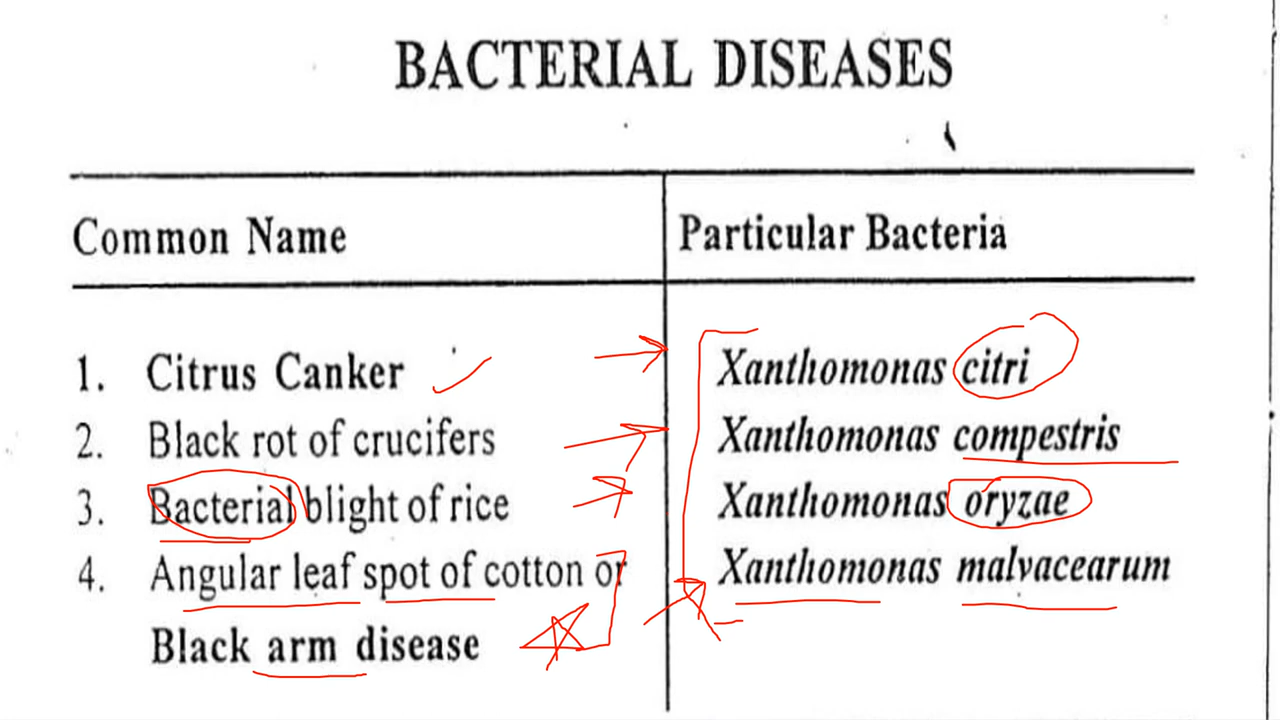 BACTERIAL DISEASES
Common Name Particular Bacteria
1. Citrus Canker Xanthomonas citri
2. Black rot of crucifers Xanthomonas compestris
3. Bacterial blight of rice Xanthomonas oryzae
4. Angular leaf spot of cotton or Xanthomonas malvacearum
Black arm disease